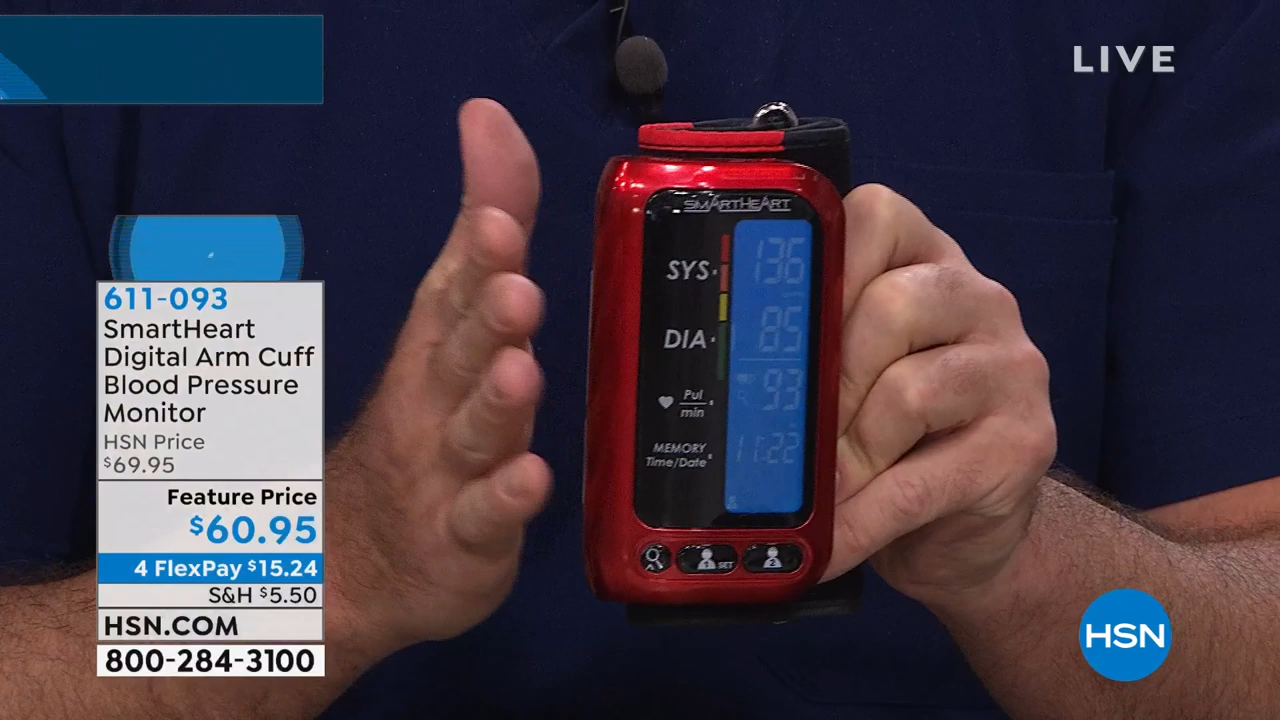 LIVE
611-093
SmartHeart
Digital Arm Cuff
Blood Pressure
Monitor
HSN Price
$69.95
Feature Price
$60.95
4 FlexPay $15.24
S&H $5.50
HSN.COM
800-284-3100
SMARTHEART
SYS
136
DIA
85
Pul
min
93
MEMORY
Time/Date
11:22
1 SET
2
HSN